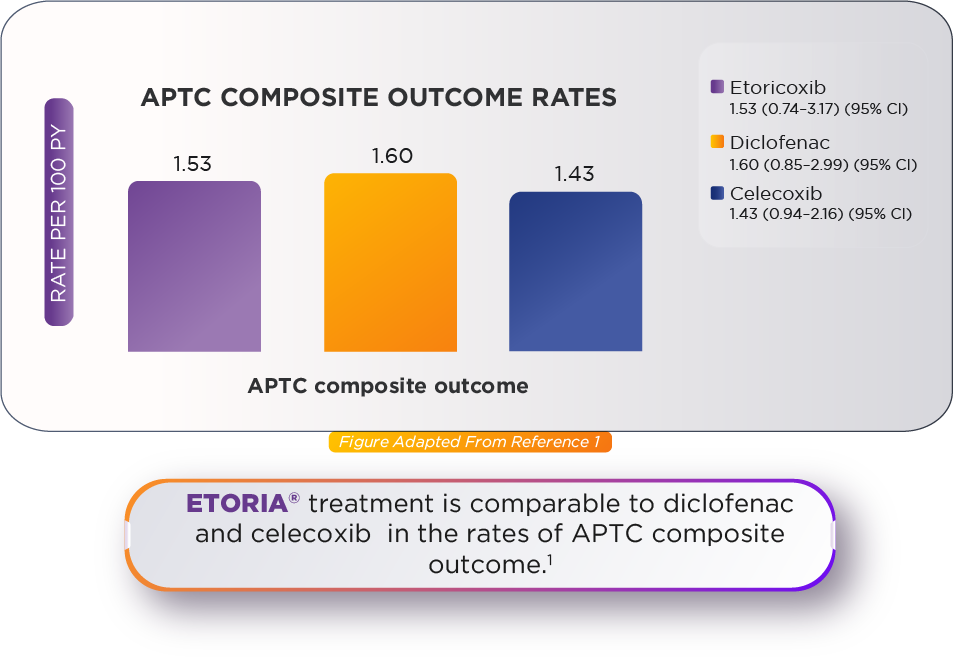 APTC COMPOSITE OUTCOME RATES
RATE PER 100 PY
1.53
1.60
1.43
APTC composite outcome
Etoricoxib
1.53 (0.74–3.17) (95% CI)
Diclofenac
1.60 (0.85–2.99) (95% CI)
Celecoxib
1.43 (0.94–2.16) (95% CI)
Figure Adapted From Reference 1
ETORIA® treatment is comparable to diclofenac
and celecoxib in the rates of APTC composite
outcome.¹